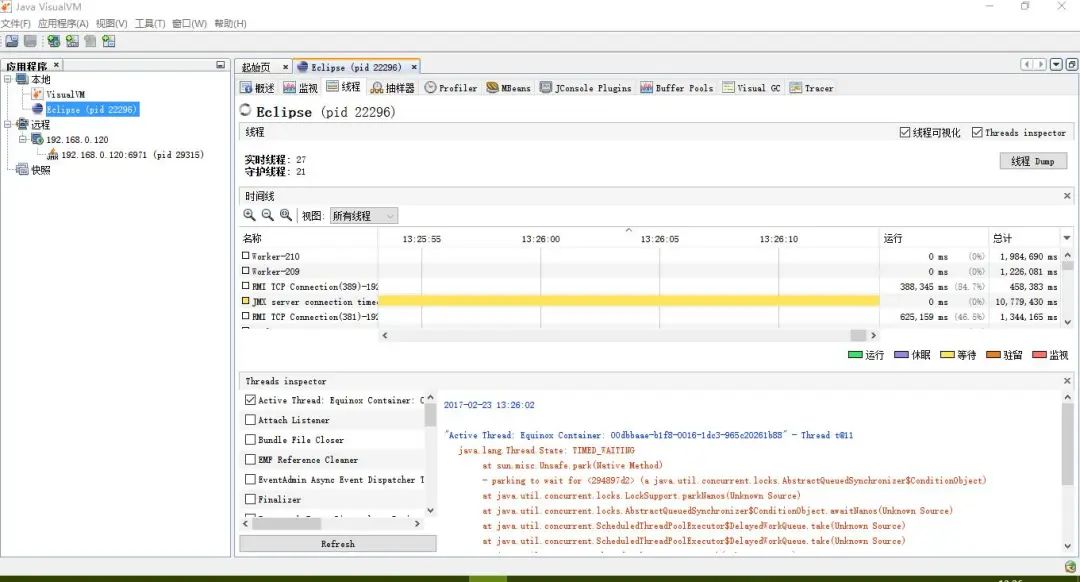 Java VisualVM
文件(F) 应用程序(A) 视图(V) 工具(T) 窗口(W) 帮助(H)
应用程序
本地
VisualVM
Eclipse (pid 22296)
远程
192.168.0.120
192.168.0.120:6971 (pid 29315)
快照
起始页 Eclipse (pid 22296)
概述 监视 线程 抽样器 Profiler MBeans JConsole Plugins Buffer Pools Visual GC Tracer
Eclipse (pid 22296)
线程 线程可视化 Threads inspector
实时线程: 27
守护线程: 21
线程 Dump
时间线
视图: 所有线程
名称 13:25:55 13:26:00 13:26:05 13:26:10 运行 总计
Worker-210 0 ms (0%) 1,984,690 ms
Worker-209 0 ms (0%) 1,226,081 ms
RMI TCP Connection(389)-192 388,345 ms (84.7%) 458,383 ms
JMX server connection time 0 ms (0%) 10,779,430 ms
RMI TCP Connection(381)-192 625,159 ms (46.5%) 1,344,165 ms
运行 休眠 等待 驻留 监视
Threads inspector
Active Thread: Equinox Container:
Attach Listener
Bundle File Closer
EMF Reference Cleaner
EventAdmin Async Event Dispatcher T
Finalizer
Refresh
2017-02-23 13:26:02
"Active Thread: Equinox Container: 00dbbaae-b1f8-0016-1dc3-965c20261b88" - Thread t@11
java.lang.Thread.State: TIMED_WAITING
at sun.misc.Unsafe.park(Native Method)
- parking to wait for <294897d2> (a java.util.concurrent.locks.AbstractQueuedSynchronizer$ConditionObject)
at java.util.concurrent.locks.LockSupport.parkNanos(Unknown Source)
at java.util.concurrent.locks.AbstractQueuedSynchronizer$ConditionObject.awaitNanos(Unknown Source)
at java.util.concurrent.ScheduledThreadPoolExecutor$DelayedWorkQueue.take(Unknown Source)
at java.util.concurrent.ScheduledThreadPoolExecutor$DelayedWorkQueue.take(Unknown Source)